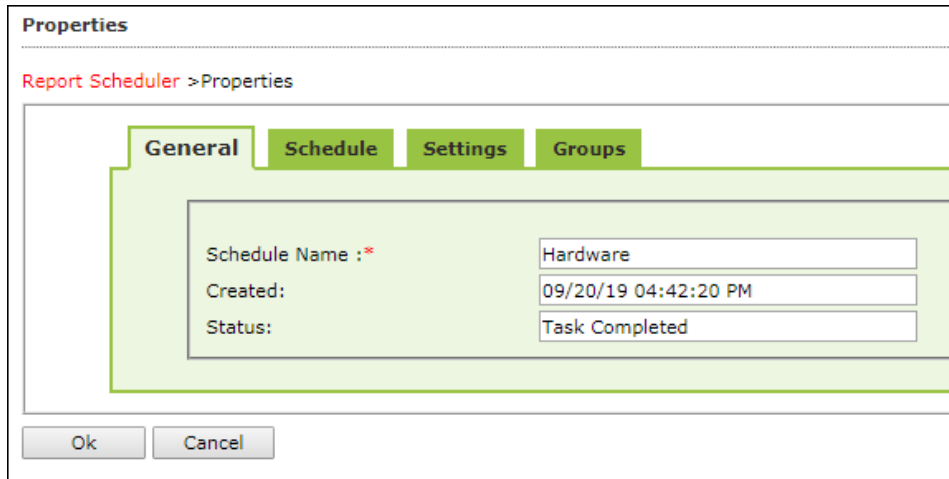 Properties
Report Scheduler >Properties
General Schedule Settings Groups
Schedule Name :* Hardware
Created: 09/20/19 04:42:20 PM
Status: Task Completed
Ok Cancel